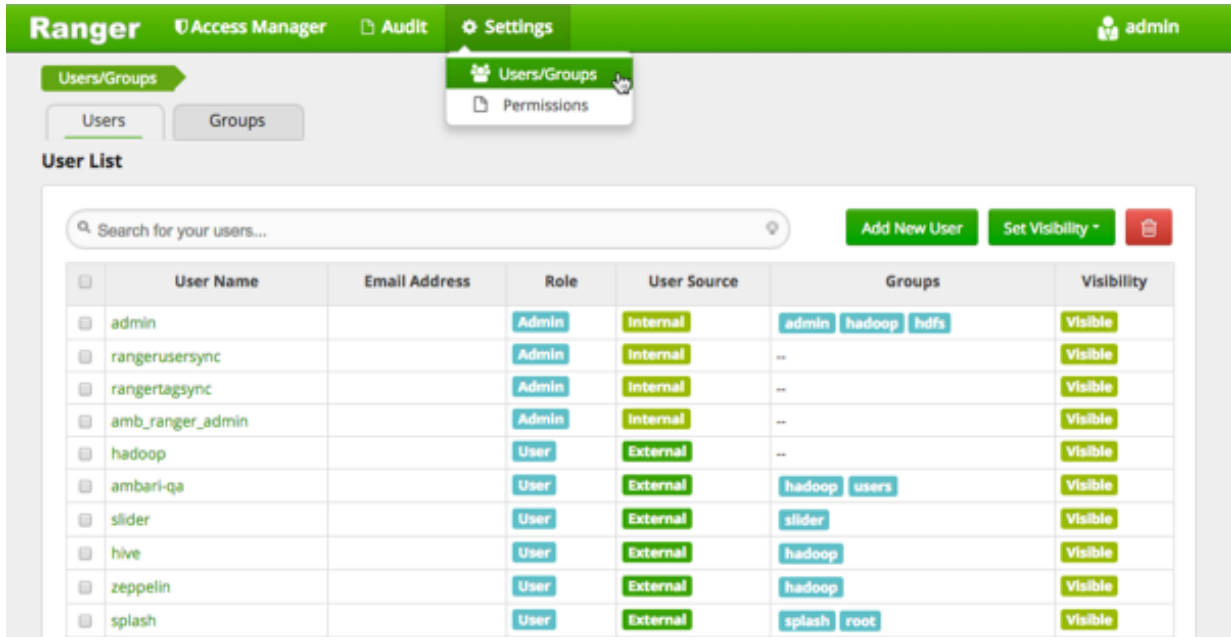 Ranger Access Manager Audit Settings admin
Users/Groups Users/Groups
Permissions
Users Groups
User List
Search for your users... Add New User Set Visibility
User Name Email Address Role User Source Groups Visibility
admin Admin Internal admin hadoop hdfs Visible
rangerusersync Admin Internal -- Visible
rangertagsync Admin Internal -- Visible
amb_ranger_admin Admin Internal -- Visible
hadoop User External -- Visible
ambari-qa User External hadoop users Visible
slider User External slider Visible
hive User External hadoop Visible
zeppelin User External hadoop Visible
splash User External splash root Visible